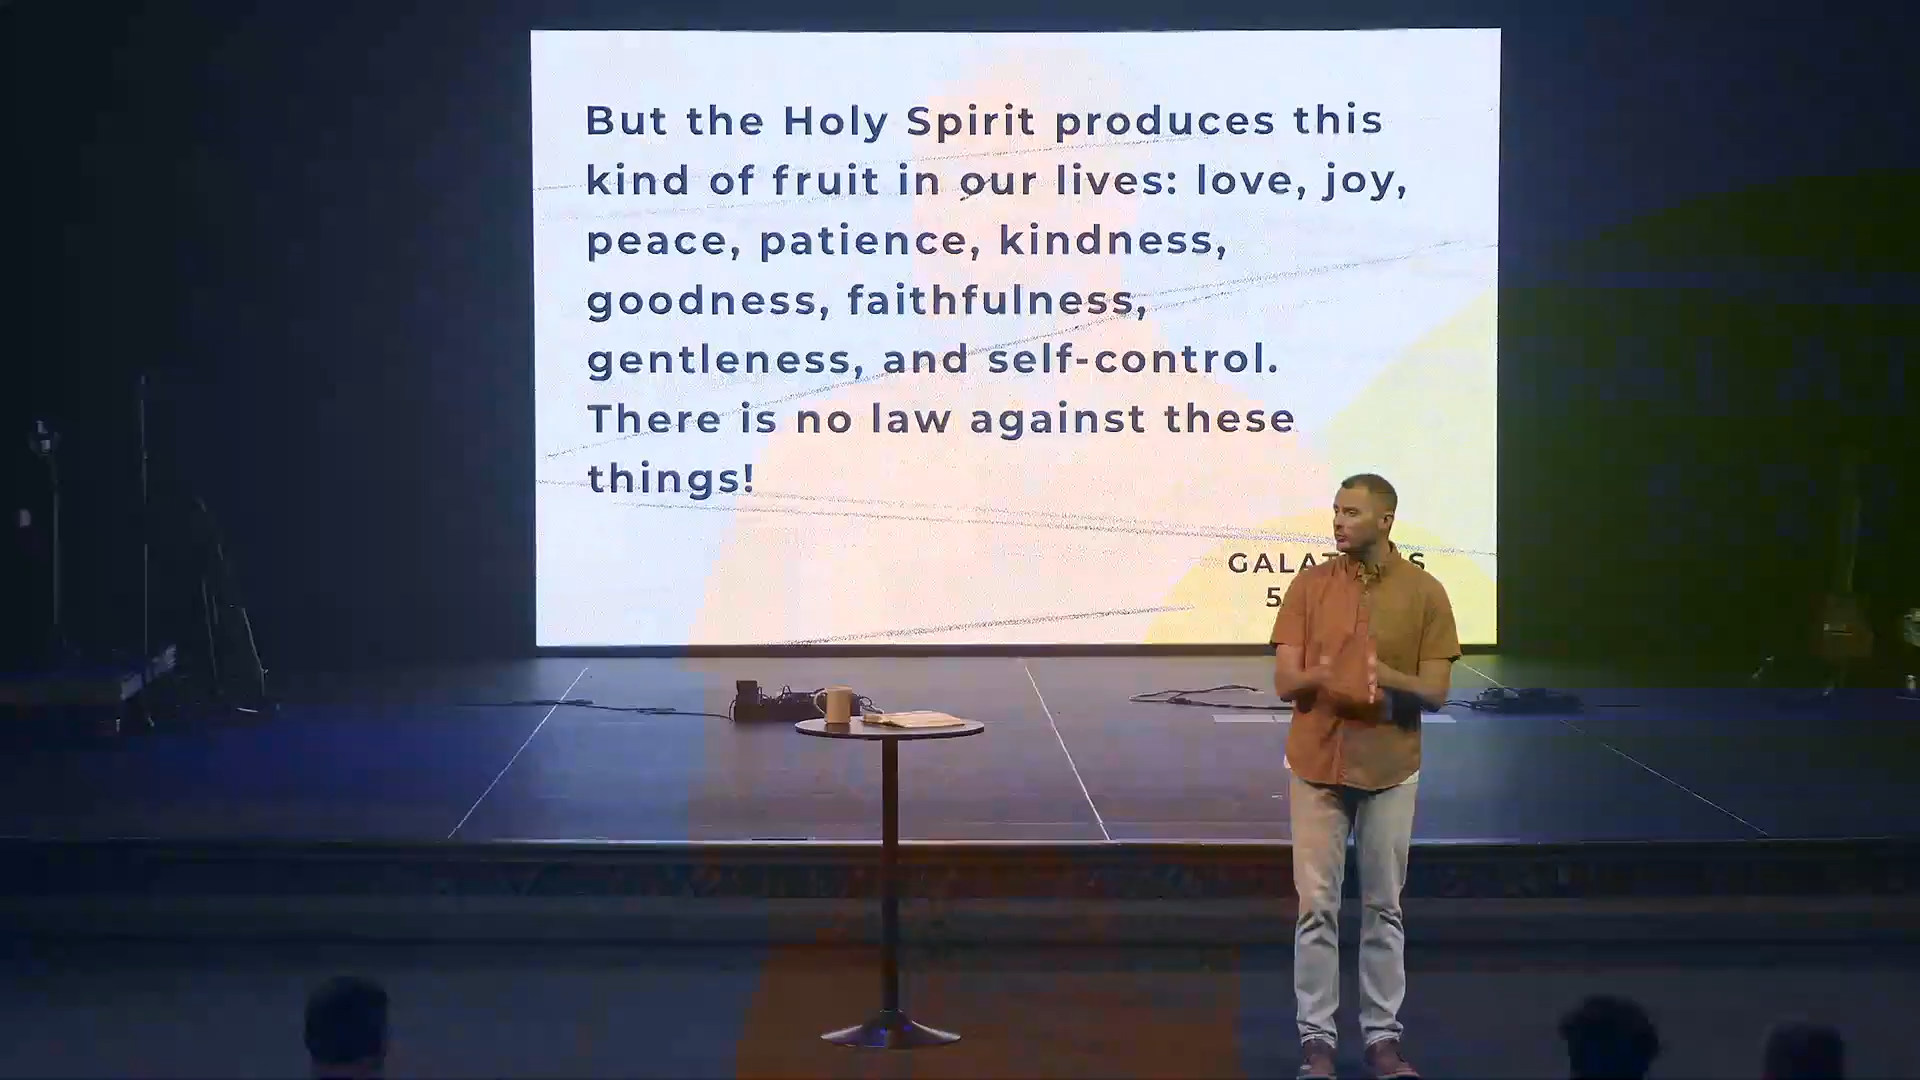 But the Holy Spirit produces this
kind of fruit in our lives: love, joy,
peace, patience, kindness,
goodness, faithfulness,
gentleness, and self-control.
There is no law against these
things!